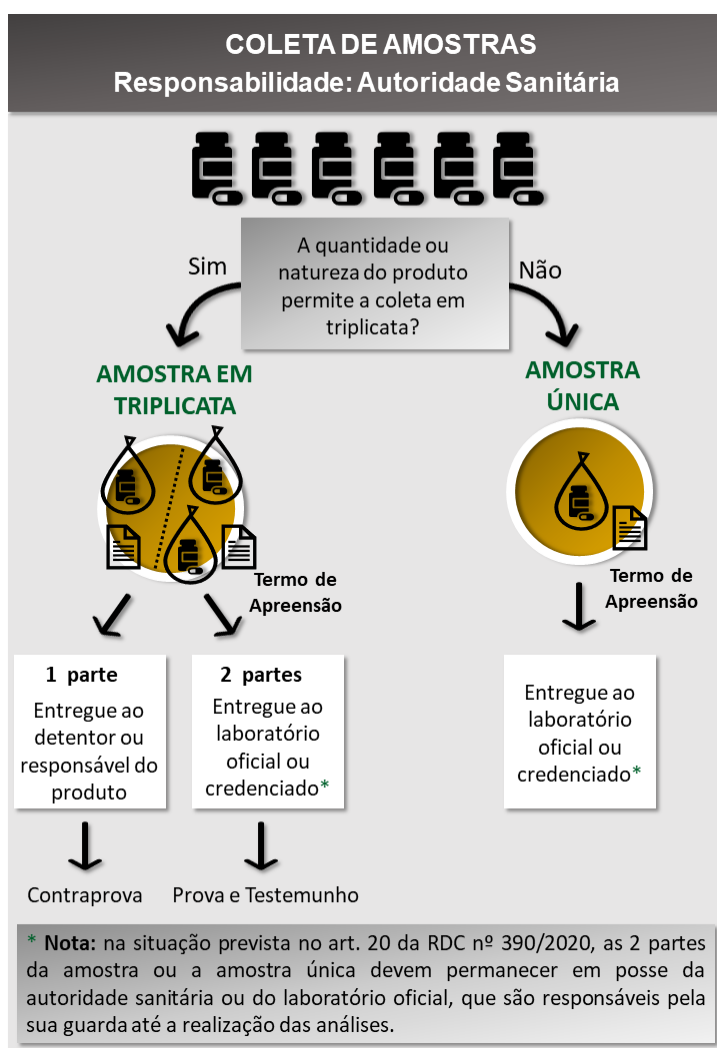 COLETA DE AMOSTRAS
Responsabilidade: Autoridade Sanitária
A quantidade ou
natureza do produto
permite a coleta em
triplicata?
Sim
Não
AMOSTRA EM
TRIPLICATA
AMOSTRA
ÚNICA
Termo de
Apreensão
Termo de
Apreensão
1 parte
Entregue ao
detentor ou
responsável do
produto
2 partes
Entregue ao
laboratório
oficial ou
credenciado*
Entregue ao
laboratório
oficial ou
credenciado*
Contraprova
Prova e Testemunho
* Nota: na situação prevista no art. 20 da RDC nº 390/2020, as 2 partes
da amostra ou a amostra única devem permanecer em posse da
autoridade sanitária ou do laboratório oficial, que são responsáveis pela
sua guarda até a realização das análises.